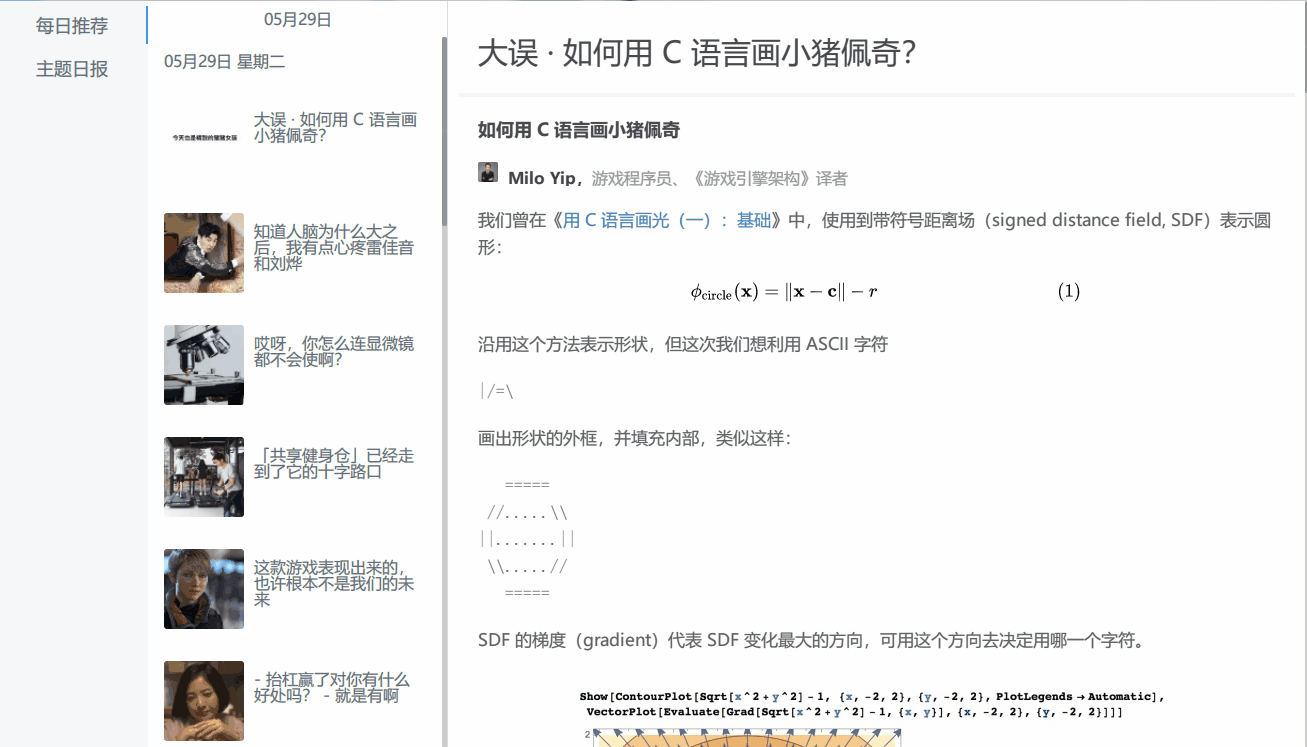 每日推荐
主题日报
05月29日
05月29日 星期二
今天也是精致的猪猪女孩
大误 · 如何用 C 语言画
小猪佩奇？
知道人脑为什么大之
后，我有点心疼雷佳音
和刘烨
哎呀，你怎么连显微镜
都不会使啊？
「共享健身仓」已经走
到了它的十字路口
这款游戏表现出来的，
也许根本不是我们的未
来
- 抬杠赢了对你有什么
好处吗？ - 就是有啊
大误 · 如何用 C 语言画小猪佩奇？
如何用 C 语言画小猪佩奇
Milo Yip，游戏程序员、《游戏引擎架构》译者
我们曾在《用 C 语言画光（一）：基础》中，使用到带符号距离场（signed distance field, SDF）表示圆
形：
ϕcircle(x) = ||x − c|| − r (1)
沿用这个方法表示形状，但这次我们想利用 ASCII 字符
|/=\
画出形状的外框，并填充内部，类似这样：
=====
//.....\\
||.......||
\\.....//
=====
SDF 的梯度（gradient）代表 SDF 变化最大的方向，可用这个方向去决定用哪一个字符。
Show[ContourPlot[Sqrt[x^2+y^2]-1, {x, -2, 2}, {y, -2, 2}, PlotLegends→Automatic],
VectorPlot[Evaluate[Grad[Sqrt[x^2+y^2]-1, {x, y}], {x, -2, 2}, {y, -2, 2}]]]
2